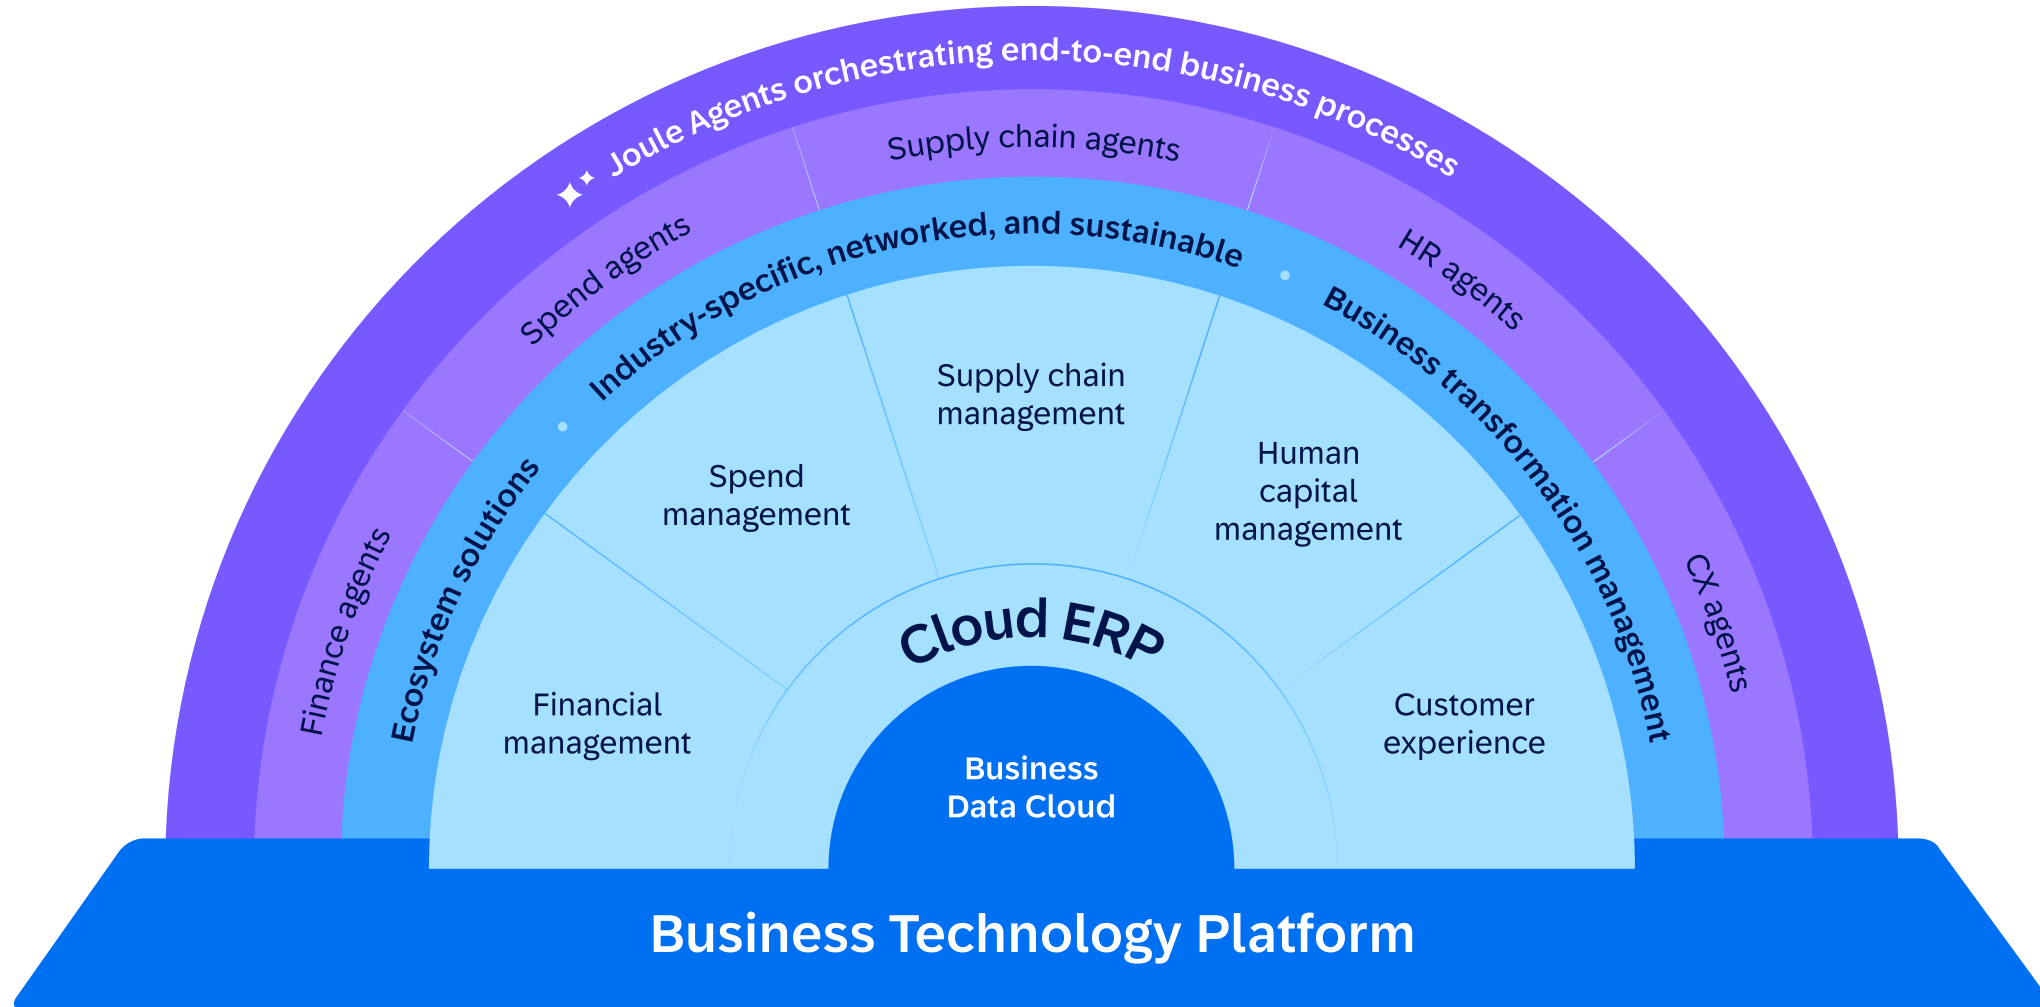 Joule Agents orchestrating end-to-end business processes
Finance agents
Spend agents
Supply chain agents
HR agents
CX agents
Ecosystem solutions
Industry-specific, networked, and sustainable
Business transformation management
Financial
management
Spend
management
Supply chain
management
Human
capital
management
Customer
experience
Cloud ERP
Business
Data Cloud
Business Technology Platform